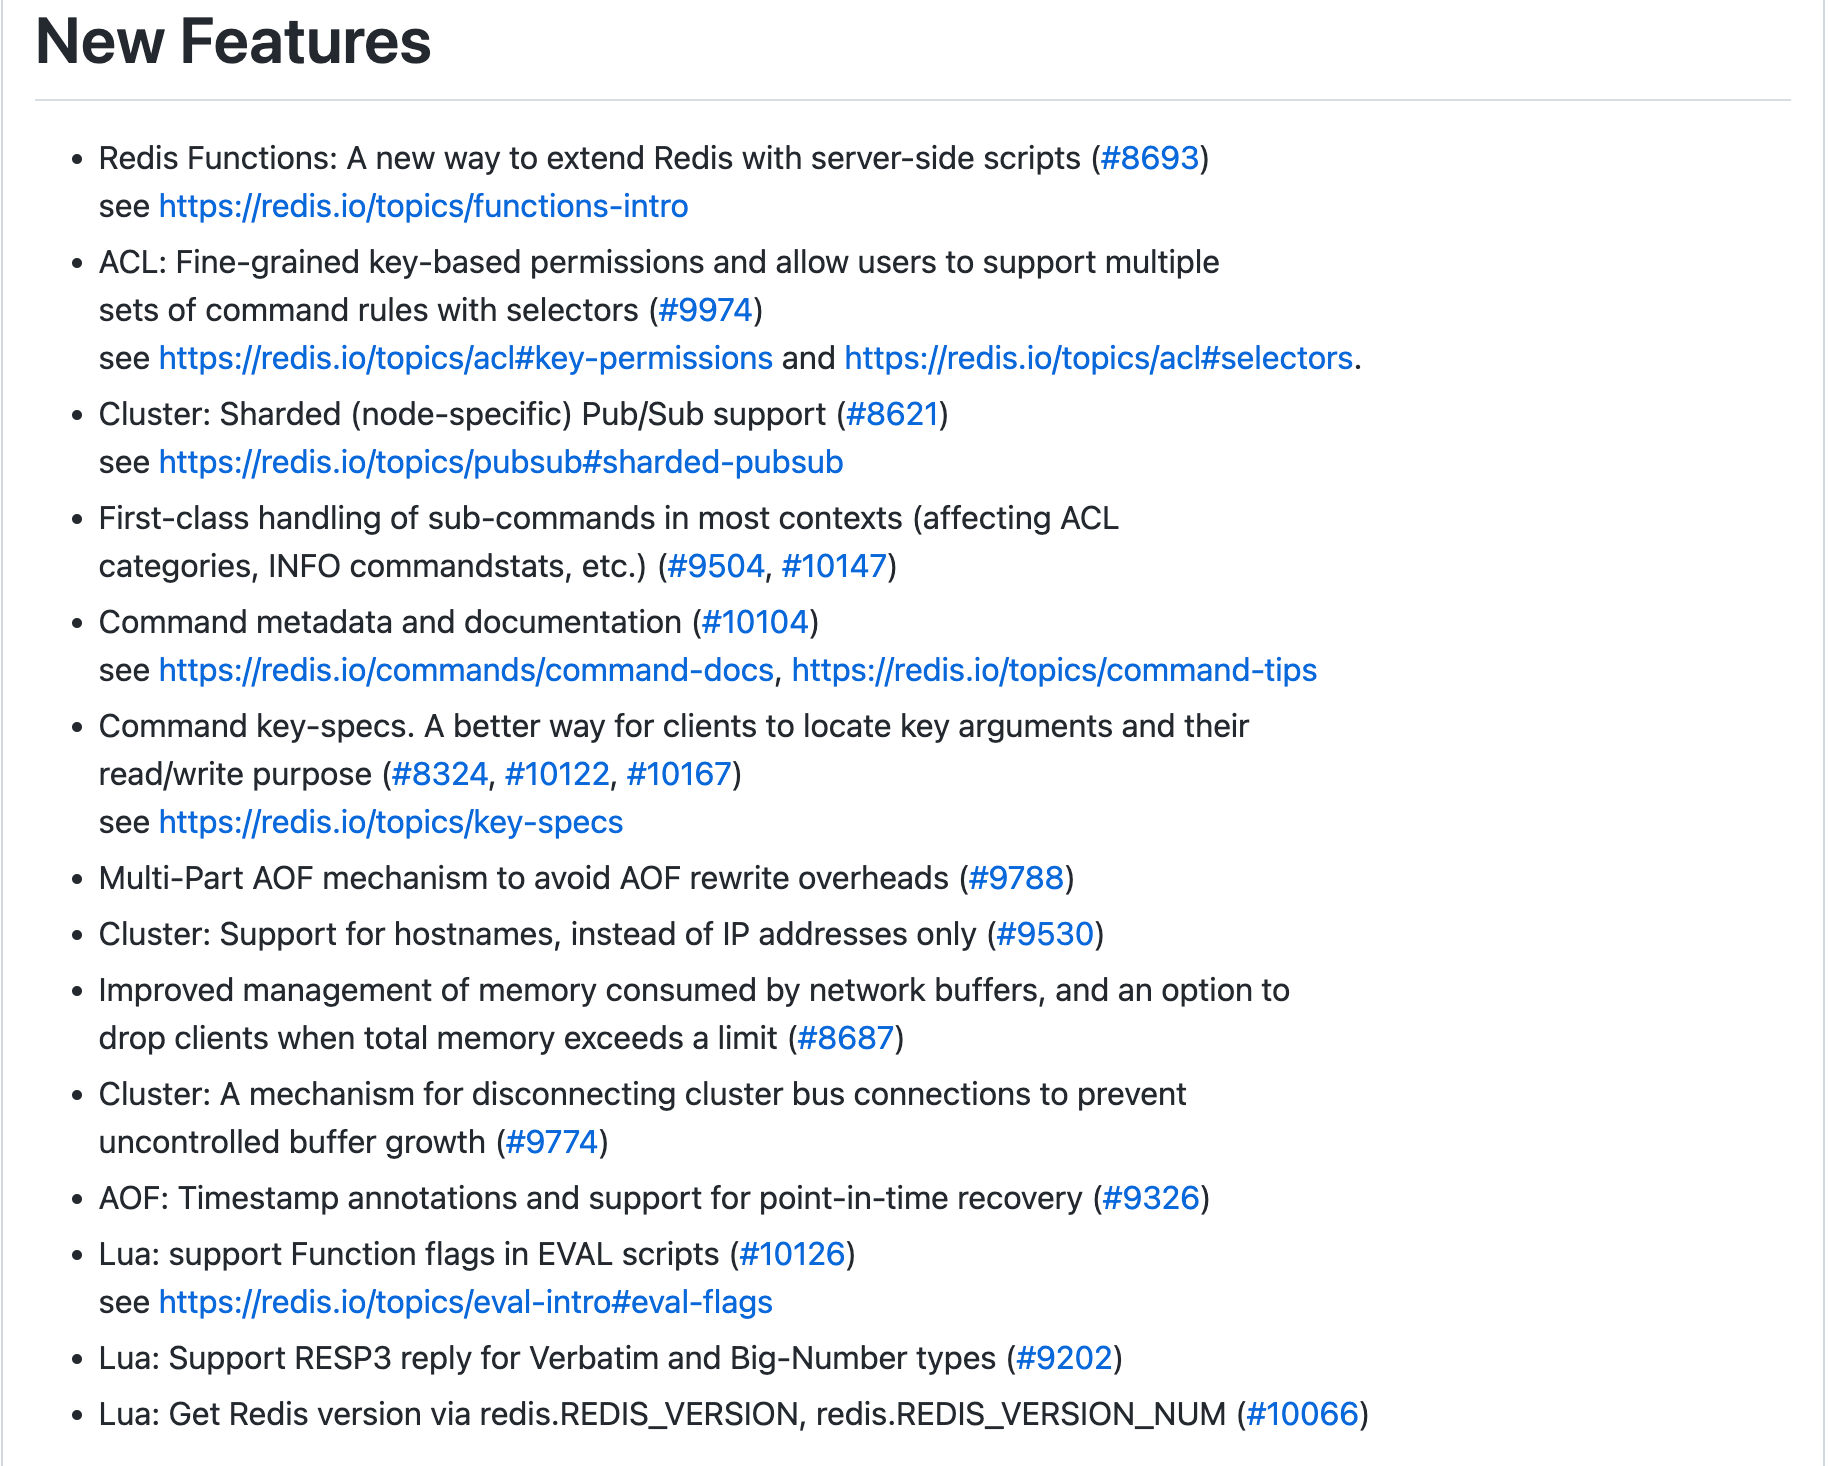 New Features
• Redis Functions: A new way to extend Redis with server-side scripts (#8693)
see https://redis.io/topics/functions-intro
• ACL: Fine-grained key-based permissions and allow users to support multiple
sets of command rules with selectors (#9974)
see https://redis.io/topics/acl#key-permissions and https://redis.io/topics/acl#selectors.
• Cluster: Sharded (node-specific) Pub/Sub support (#8621)
see https://redis.io/topics/pubsub#sharded-pubsub
• First-class handling of sub-commands in most contexts (affecting ACL
categories, INFO commandstats, etc.) (#9504, #10147)
• Command metadata and documentation (#10104)
see https://redis.io/commands/command-docs, https://redis.io/topics/command-tips
• Command key-specs. A better way for clients to locate key arguments and their
read/write purpose (#8324, #10122, #10167)
see https://redis.io/topics/key-specs
• Multi-Part AOF mechanism to avoid AOF rewrite overheads (#9788)
• Cluster: Support for hostnames, instead of IP addresses only (#9530)
• Improved management of memory consumed by network buffers, and an option to
drop clients when total memory exceeds a limit (#8687)
• Cluster: A mechanism for disconnecting cluster bus connections to prevent
uncontrolled buffer growth (#9774)
• AOF: Timestamp annotations and support for point-in-time recovery (#9326)
• Lua: support Function flags in EVAL scripts (#10126)
see https://redis.io/topics/eval-intro#eval-flags
• Lua: Support RESP3 reply for Verbatim and Big-Number types (#9202)
• Lua: Get Redis version via redis.REDIS_VERSION, redis.REDIS_VERSION_NUM (#10066)